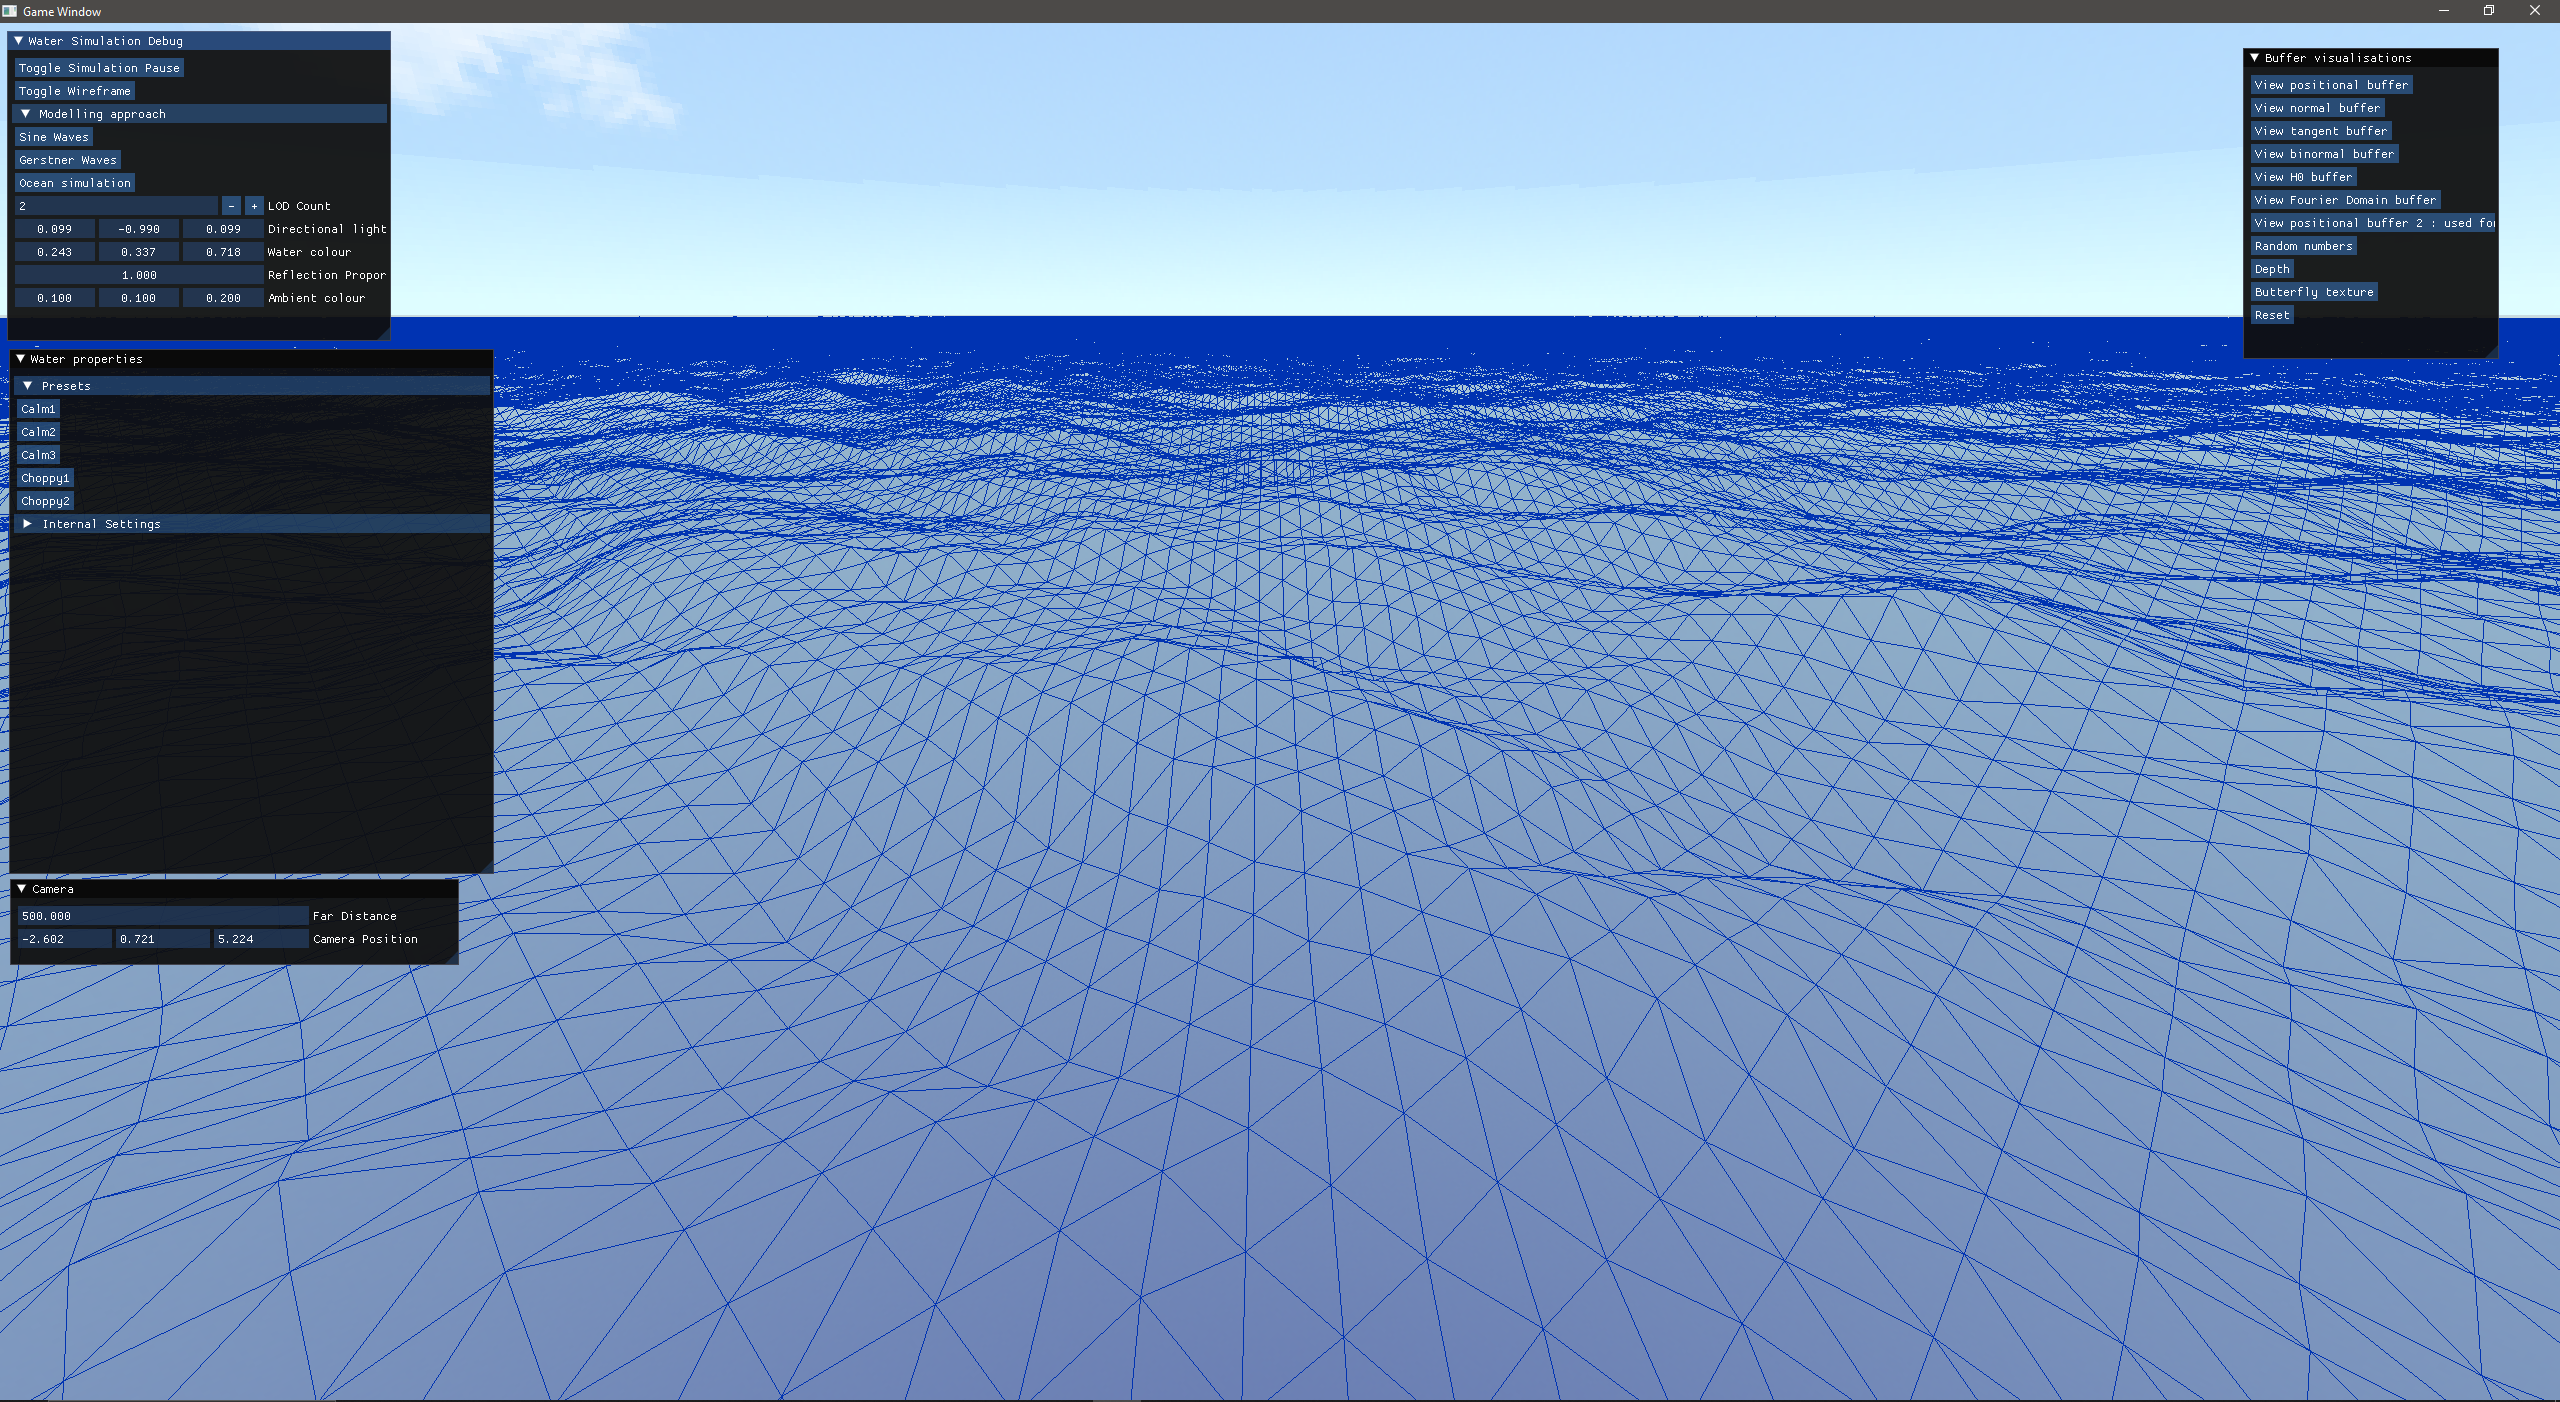 Game Window
Water Simulation Debug
Toggle Simulation Pause
Toggle Wireframe
Modelling approach
Sine Waves
Gerstner Waves
Ocean simulation
2 - + LOD Count
0.099 -0.990 0.099 Directional light
0.243 0.337 0.718 Water colour
1.000 Reflection Propor
0.100 0.100 0.200 Ambient colour
Water properties
Presets
Calm1
Calm2
Calm3
Choppy1
Choppy2
Internal Settings
Camera
500.000 Far Distance
-2.602 0.721 5.224 Camera Position
Buffer visualisations
View positional buffer
View normal buffer
View tangent buffer
View binormal buffer
View H0 buffer
View Fourier Domain buffer
View positional buffer 2 : used fo
Random numbers
Depth
Butterfly texture
Reset